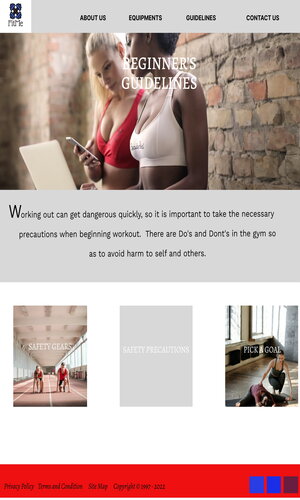 FitMe
ABOUT US EQUIPMENTS GUIDELINES CONTACT US
BEGINNER'S
GUIDELINES
Working out can get dangerous quickly, so it is important to take the necessary
precautions when beginning workout. There are Do's and Dont's in the gym so
as to avoid harm to self and others.
SAFETY GEARS
SAFETY PRECAUTIONS
PICK A GOAL
Privacy Policy Terms and Conditions Site Map Copyright © 1997-2022